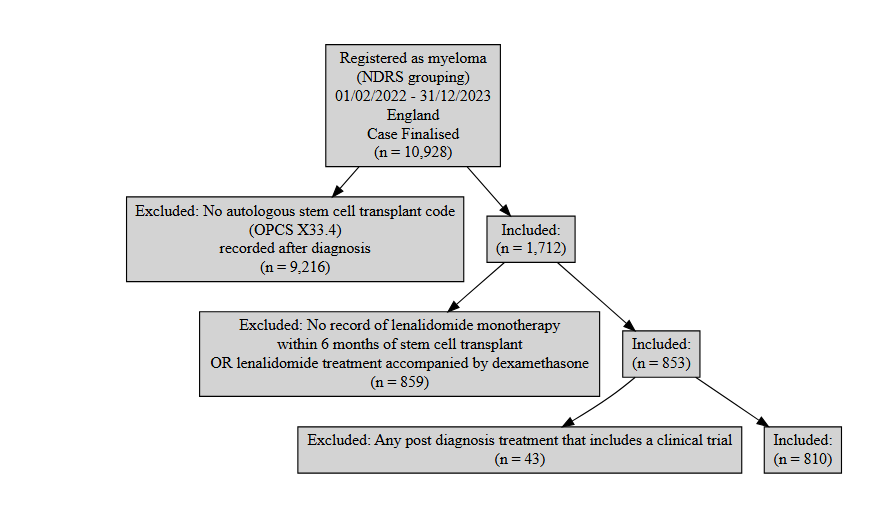 Registered as myeloma
(NDRS grouping)
01/02/2022 - 31/12/2023
England
Case Finalised
(n = 10,928)
Excluded: No autologous stem cell transplant code
(OPCS X33.4)
recorded after diagnosis
(n = 9,216)
Included:
(n = 1,712)
Excluded: No record of lenalidomide monotherapy
within 6 months of stem cell transplant
OR lenalidomide treatment accompanied by dexamethasone
(n = 859)
Included:
(n = 853)
Excluded: Any post diagnosis treatment that includes a clinical trial
(n = 43)
Included:
(n = 810)